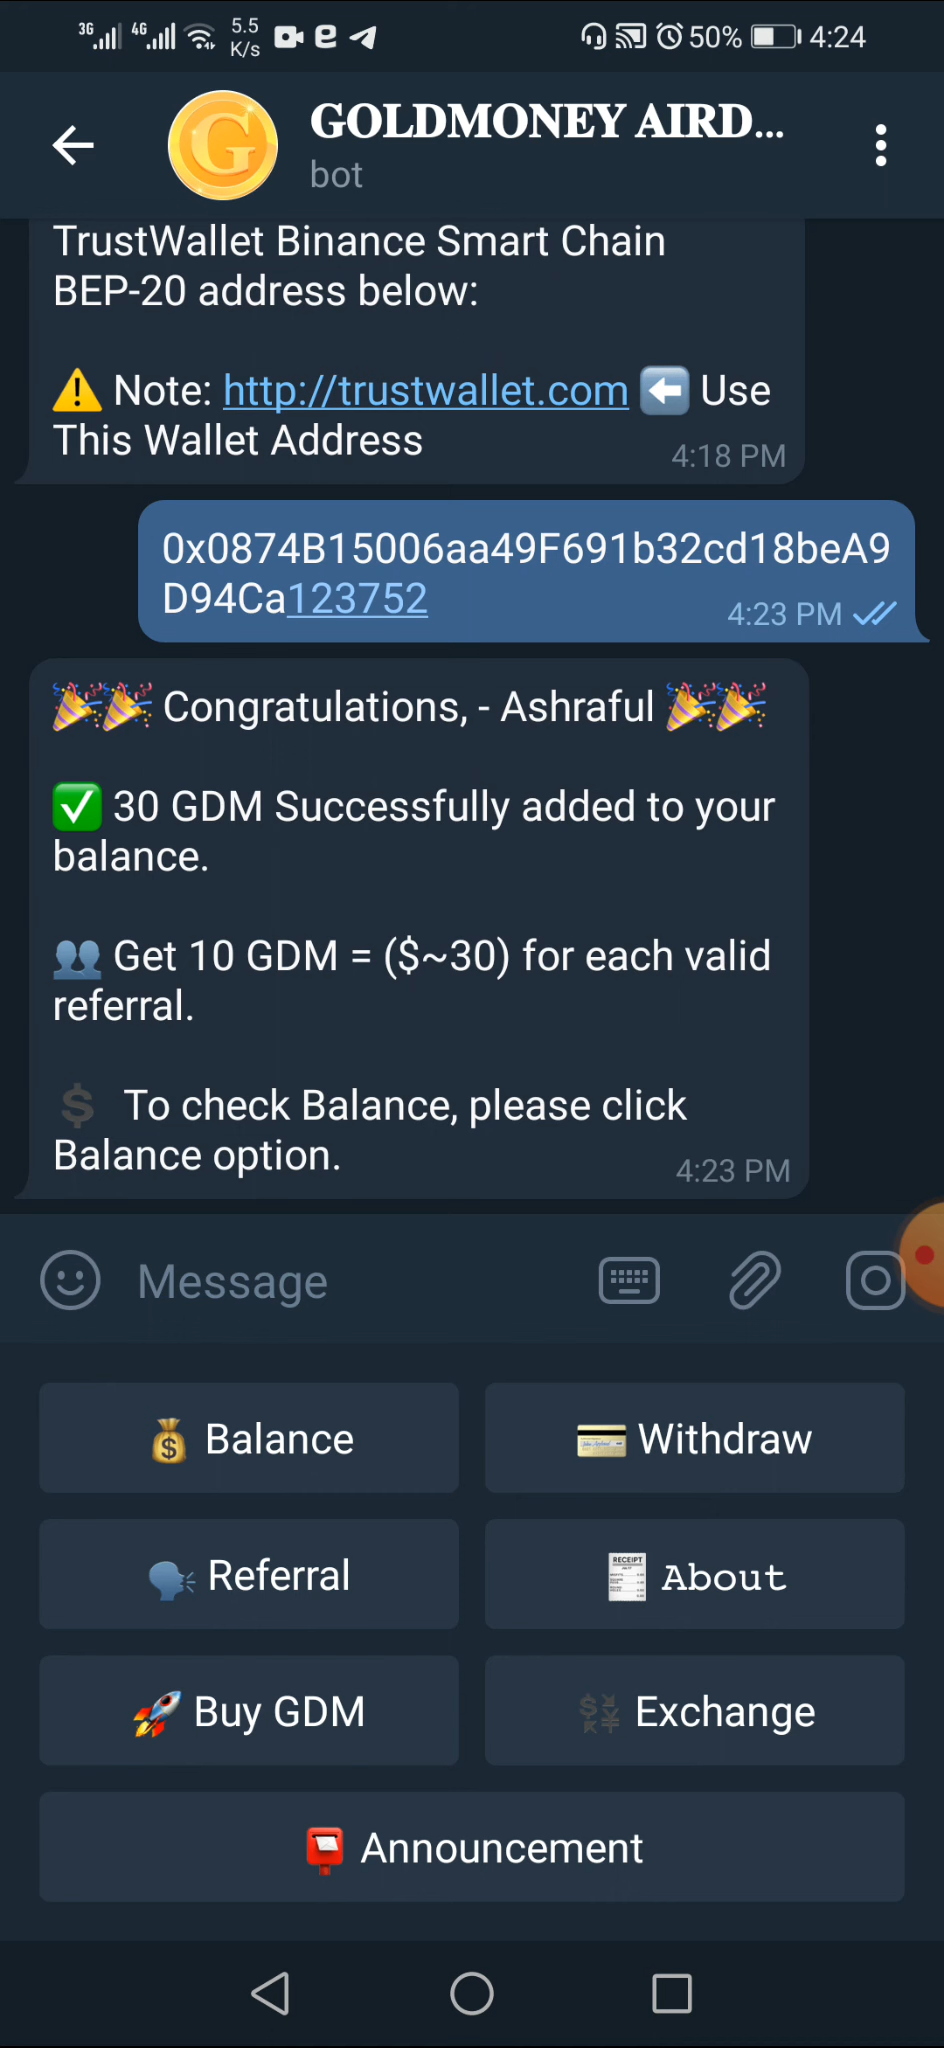 3G 4G 5.5 K/s 50% 4:24
GOLDMONEY AIRD...
bot
TrustWallet Binance Smart Chain
BEP-20 address below:
⚠️ Note: http://trustwallet.com ⬅️ Use
This Wallet Address
4:18 PM
0x0874B15006aa49F691b32cd18beA9
D94Ca123752
4:23 PM
🎉🎉 Congratulations, - Ashraful 🎉🎉
✅ 30 GDM Successfully added to your
balance.
👥 Get 10 GDM = ($~30) for each valid
referral.
💲 To check Balance, please click
Balance option.
4:23 PM
Message
💰 Balance
💳 Withdraw
🗣 Referral
🧾 About
🚀 Buy GDM
💱 Exchange
📮 Announcement